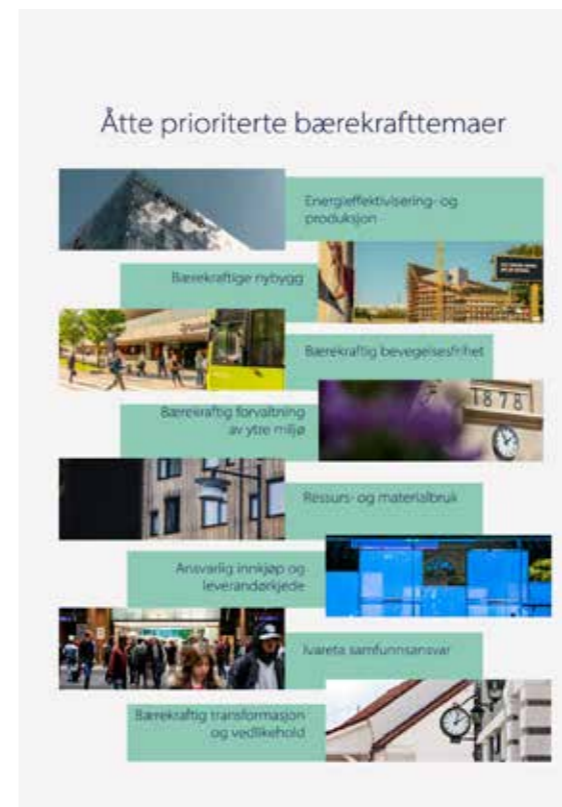 Åtte prioriterte bærekrafttemaer
Energieffektivisering- og
produksjon
Bærekraftige nybygg
Bærekraftig bevegelsesfrihet
Bærekraftig forvaltning
av ytre miljø
1878
Ressurs- og materialbruk
Ansvarlig innkjøp og
leverandørkjede
Ivareta samfunnsansvar
Bærekraftig transformasjon
og vedlikehold